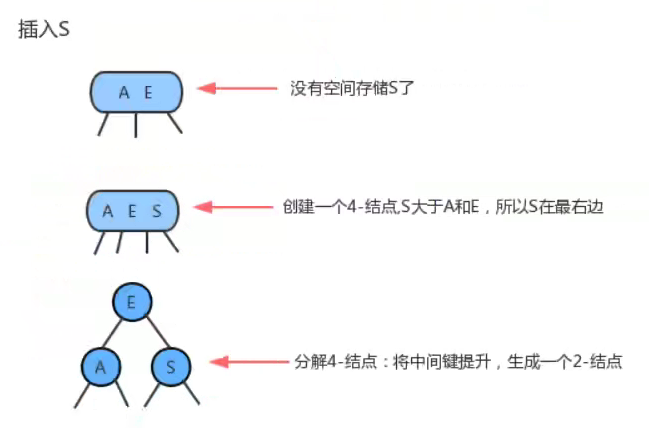 插入S
A E
没有空间存储S了
A E S
创建一个4-结点,S大于A和E，所以S在最右边
E
A
S
分解4-结点：将中间键提升，生成一个2-结点